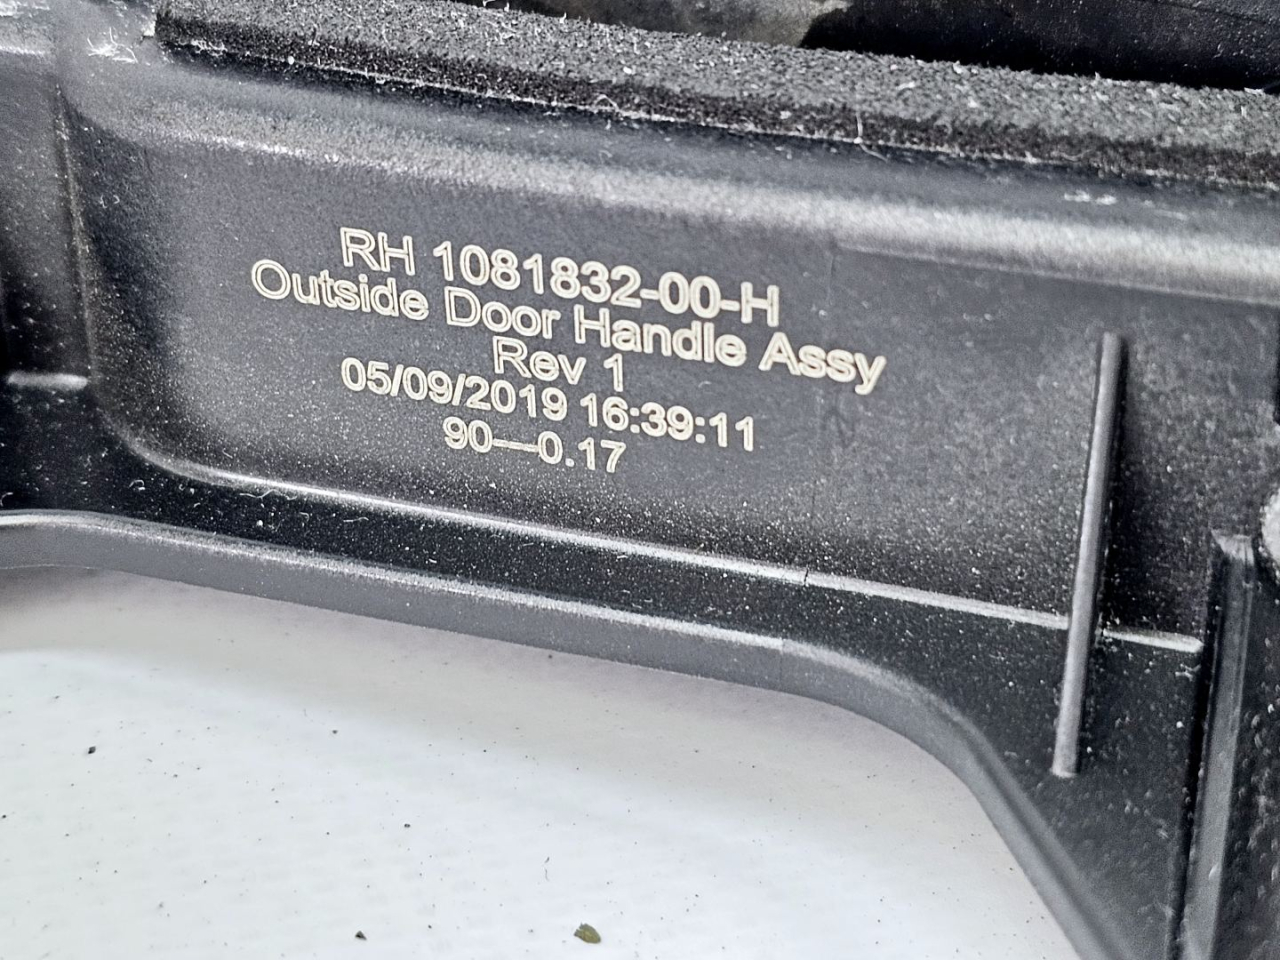 RH 1081832-00-H
Outside Door Handle Assy
Rev 1
05/09/2019 16:39:11
90—0.17